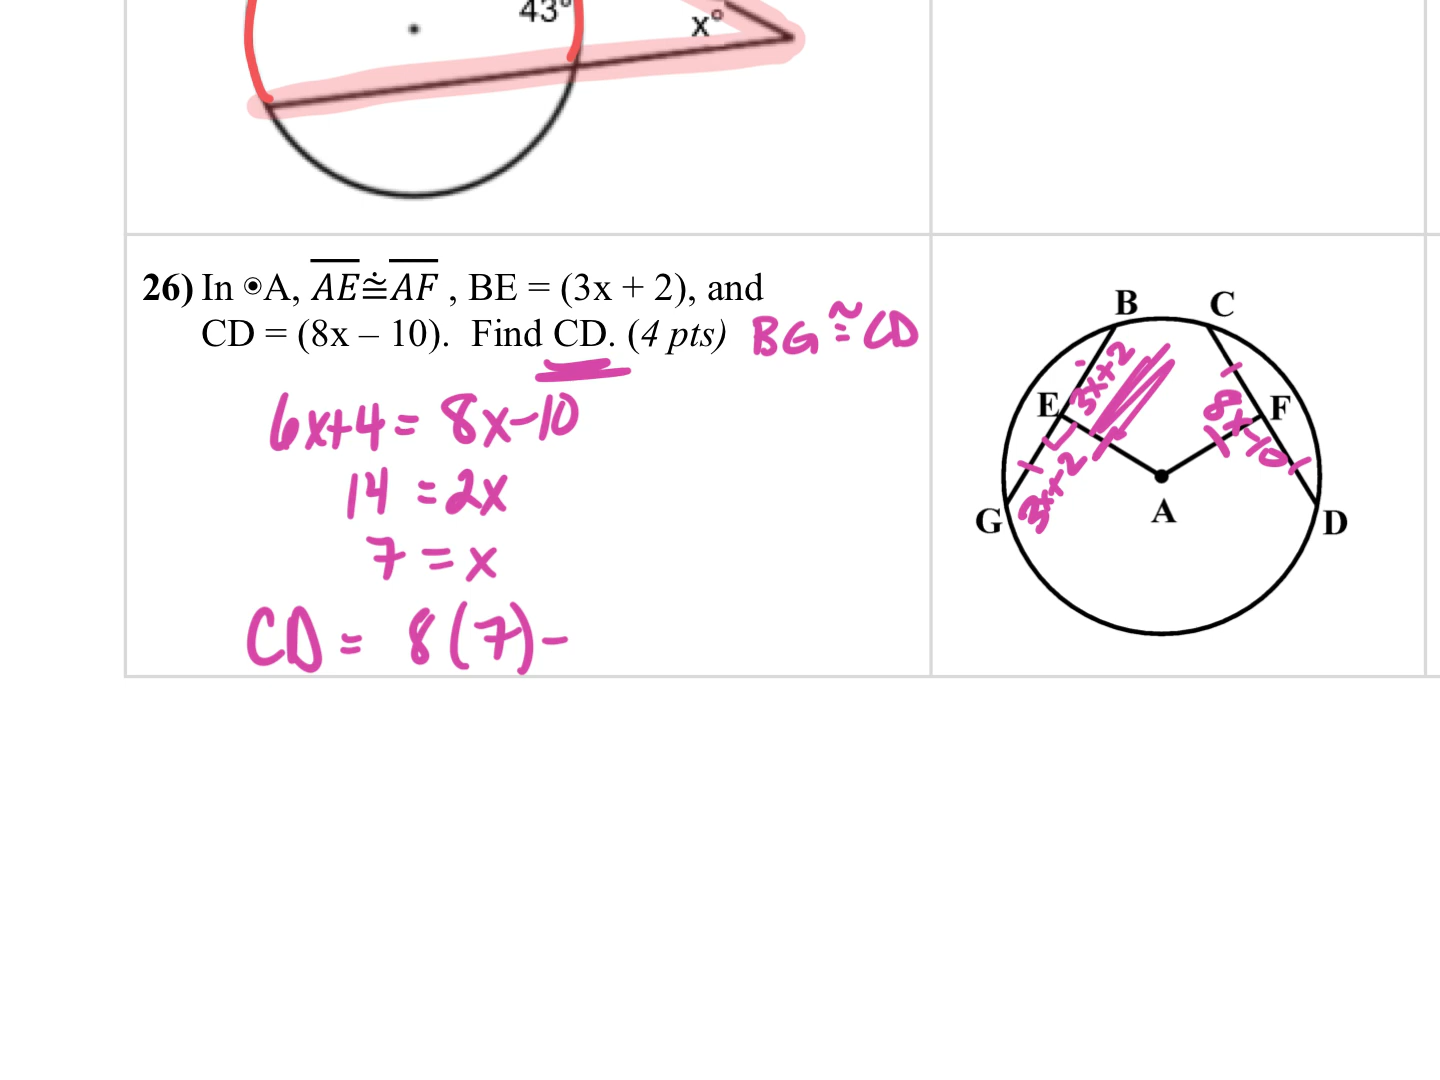 43°
x°
26) In ⊙A, AE ≅ AF , BE = (3x + 2), and
CD = (8x – 10). Find CD. (4 pts)
BG ≅ CD
6x+4 = 8x-10
14 = 2x
7 = x
CD = 8(7)-
B
C
E
3x+2
F
8x-10
3x+2
G
A
D